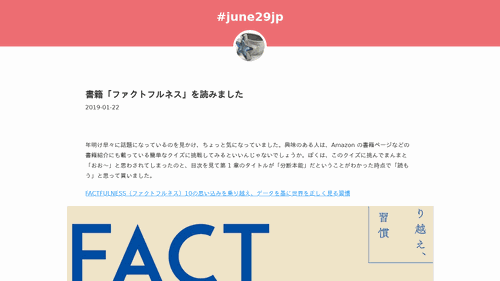 #june29jp
書籍「ファクトフルネス」を読みました
2019-01-22
年明け早々に話題になっているのを見かけ、ちょっと気になっていました。興味のある人は、Amazon の書籍ページなどの
書籍紹介にも載っている簡単なクイズに挑戦してみるといいんじゃないでしょうか。ぼくは、このクイズに挑んでまんまと
「おお〜」と思わされてしまったのと、目次を見て第 1 章のタイトルが「分断本能」だということがわかった時点で「読も
う」と思って買いました。
FACTFULNESS（ファクトフルネス）10の思い込みを乗り越え、データを基に世界を正しく見る習慣
り越え、
習慣
FACT